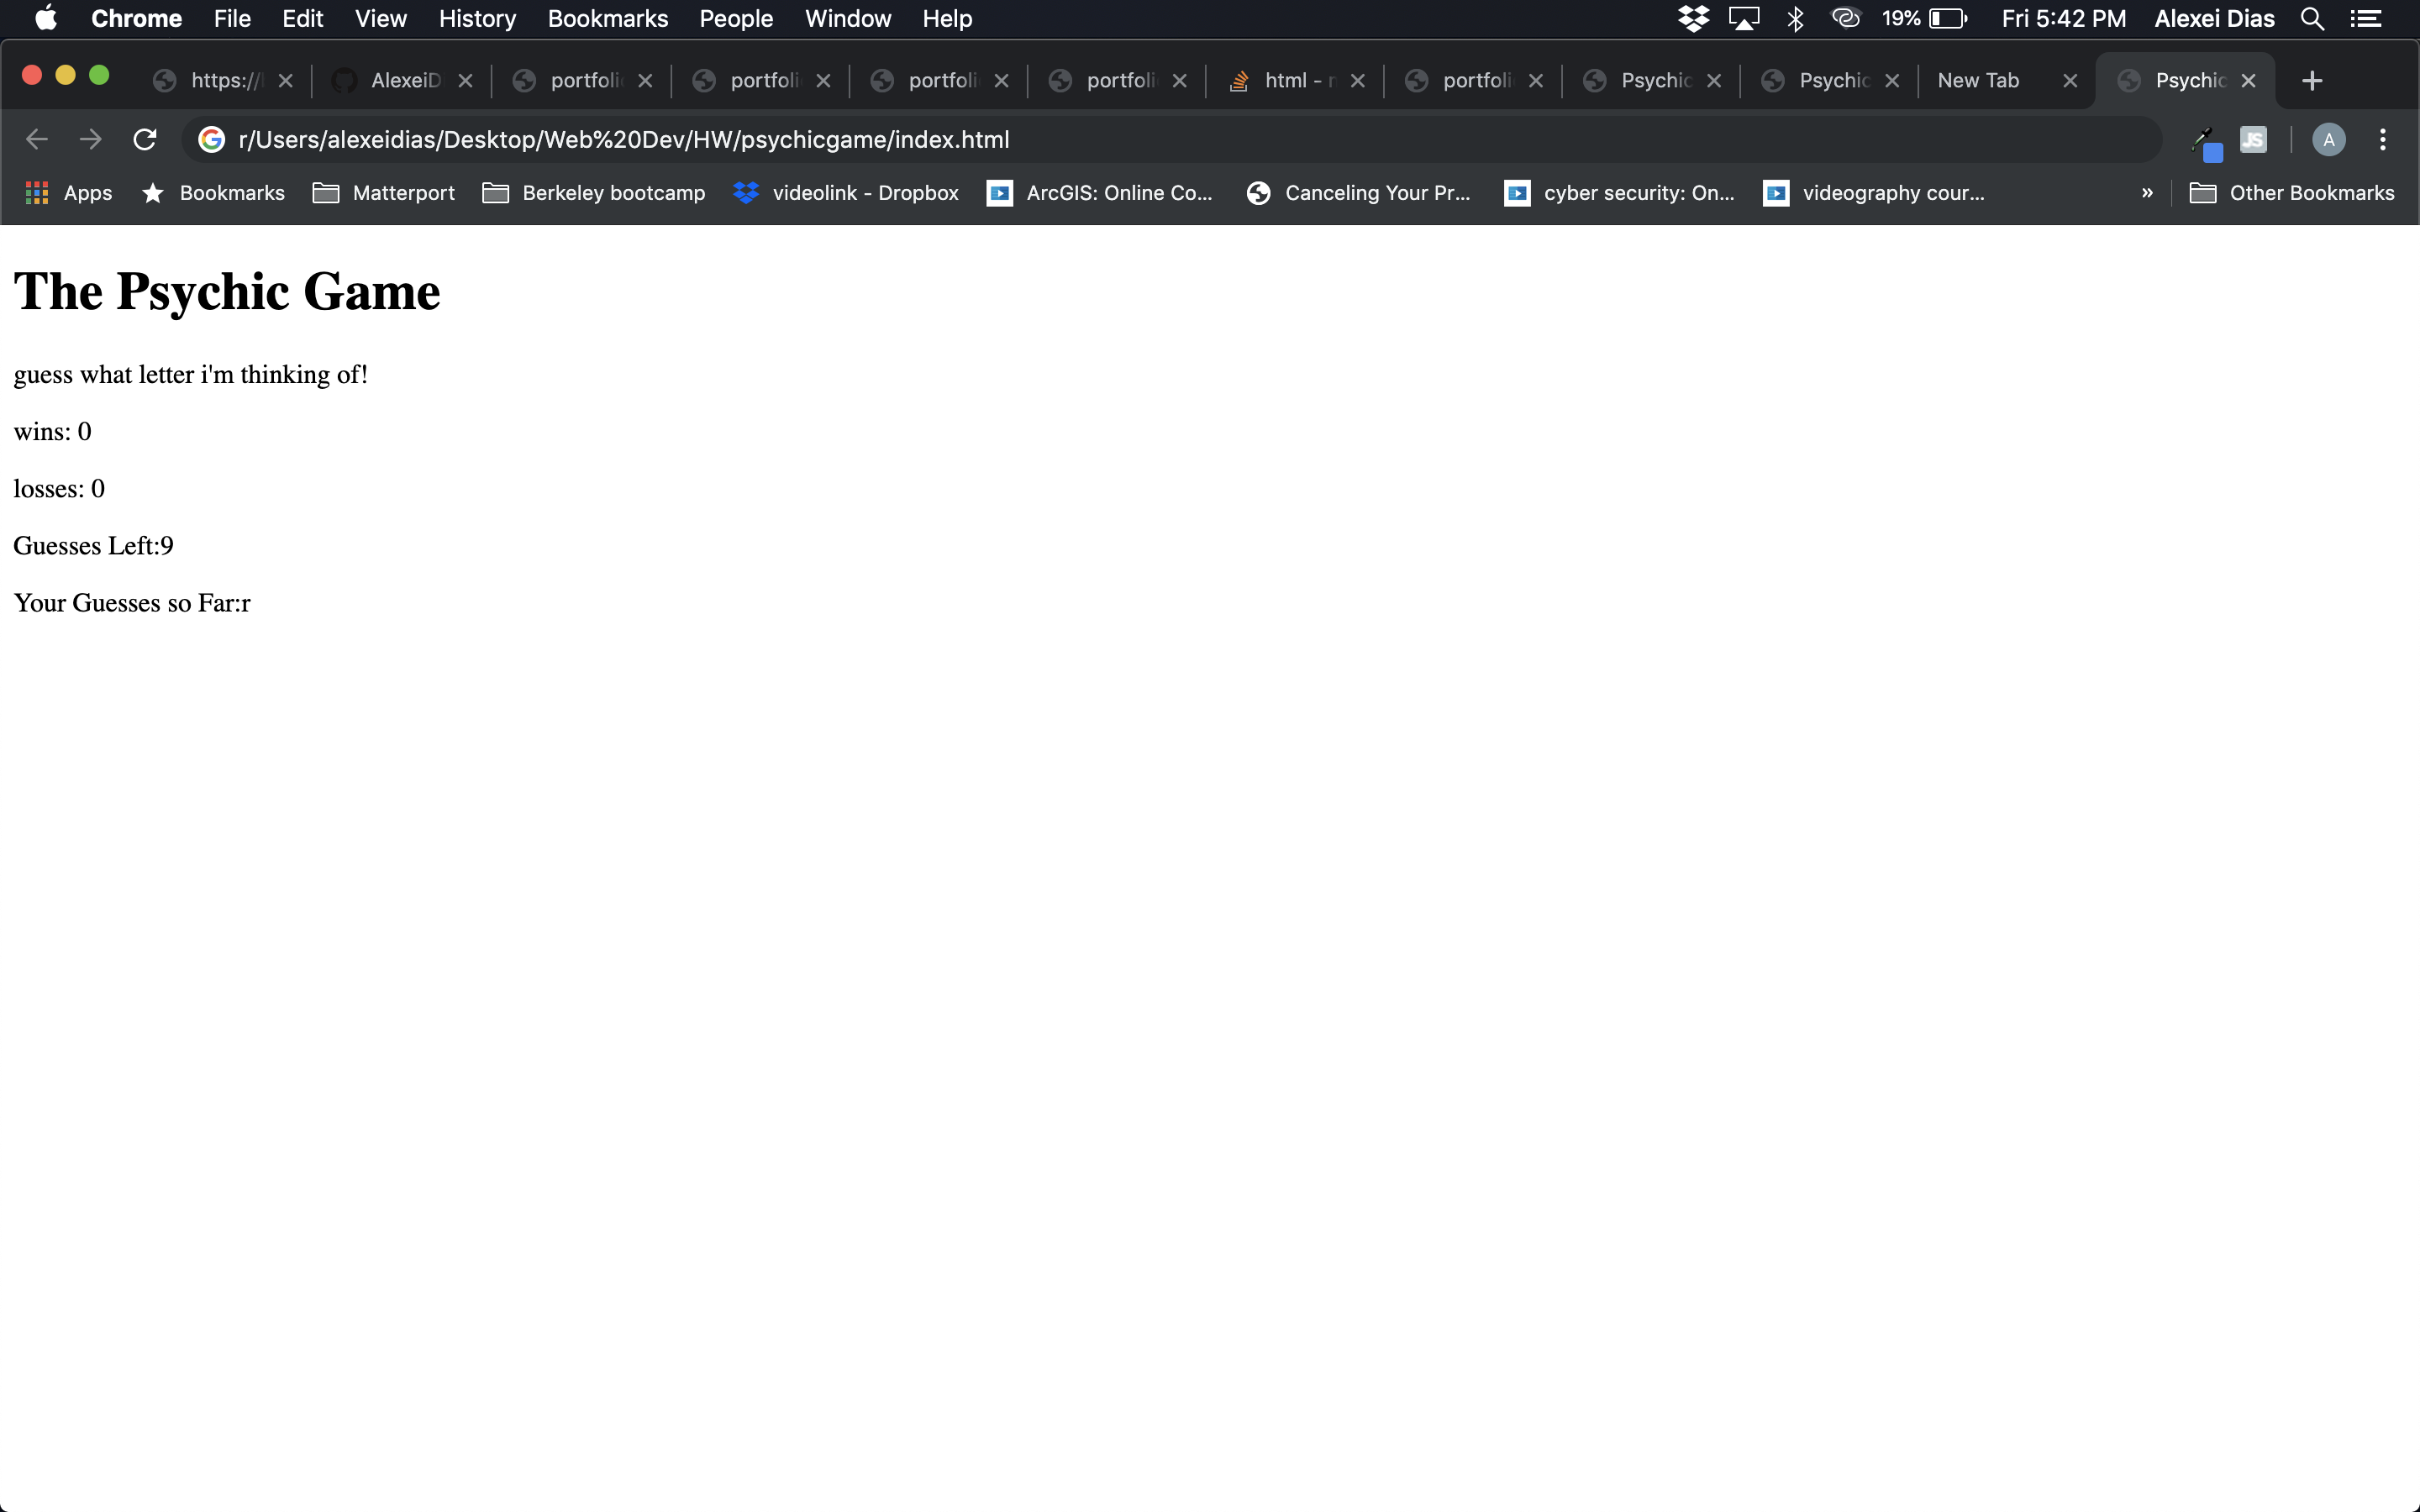 Chrome File Edit View History Bookmarks People Window Help 19% Fri 5:42 PM Alexei Dias
https:// AlexeiD portfoli portfoli portfoli portfoli html - portfoli Psychic Psychic New Tab Psychic
r/Users/alexeidias/Desktop/Web%20Dev/HW/psychicgame/index.html JS A
Apps Bookmarks Matterport Berkeley bootcamp videolink - Dropbox ArcGIS: Online Co... Canceling Your Pr... cyber security: On... videography cour... » Other Bookmarks
The Psychic Game
guess what letter i'm thinking of!
wins: 0
losses: 0
Guesses Left:9
Your Guesses so Far:r